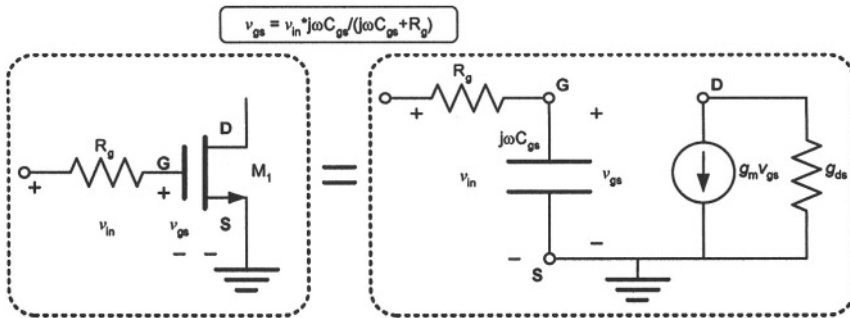 v_gs = v_in*jωC_gs/(jωC_gs+R_g)
R_g
G
D
M_1
S
+
+
v_in
v_gs
−
−
=
R_g
G
D
+
+
jωC_gs
v_in
v_gs
g_m v_gs
g_ds
−
−
S